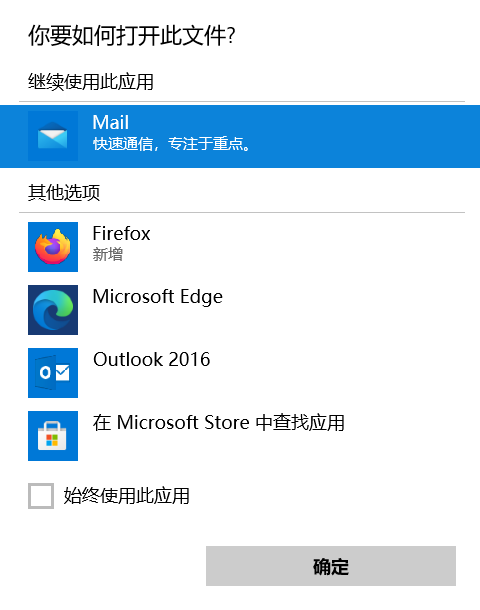 你要如何打开此文件?
继续使用此应用
Mail
快速通信，专注于重点。
其他选项
Firefox
新增
Microsoft Edge
Outlook 2016
在 Microsoft Store 中查找应用
始终使用此应用
确定